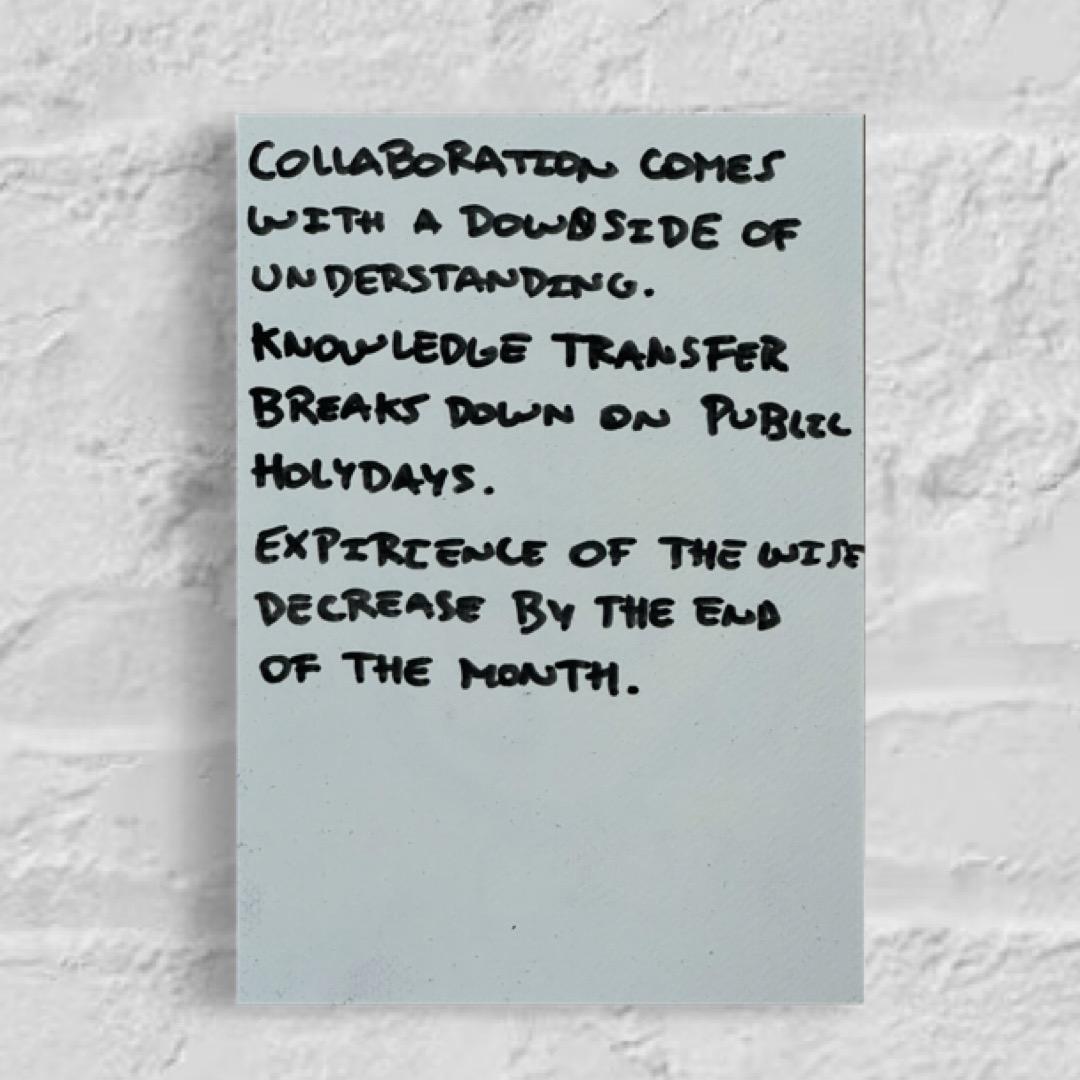 COLLABORATION COMES
WITH A DOWNSIDE OF
UNDERSTANDING.
KNOWLEDGE TRANSFER
BREAKS DOWN ON PUBLIC
HOLYDAYS.
EXPIRIENCE OF THE WISE
DECREASE BY THE END
OF THE MONTH.